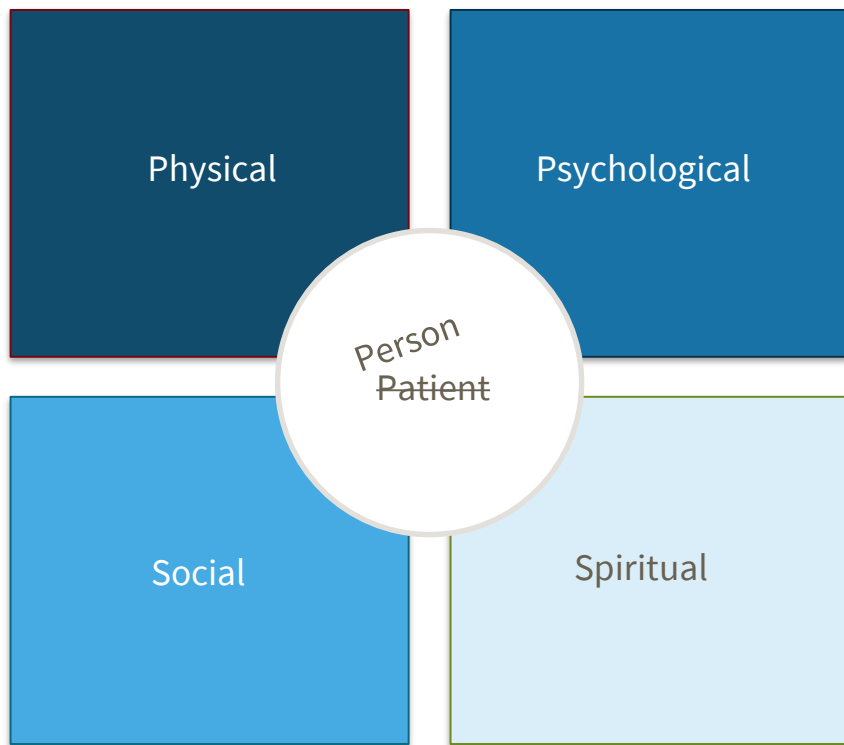 Physical
Psychological
Person
Patient
Social
Spiritual